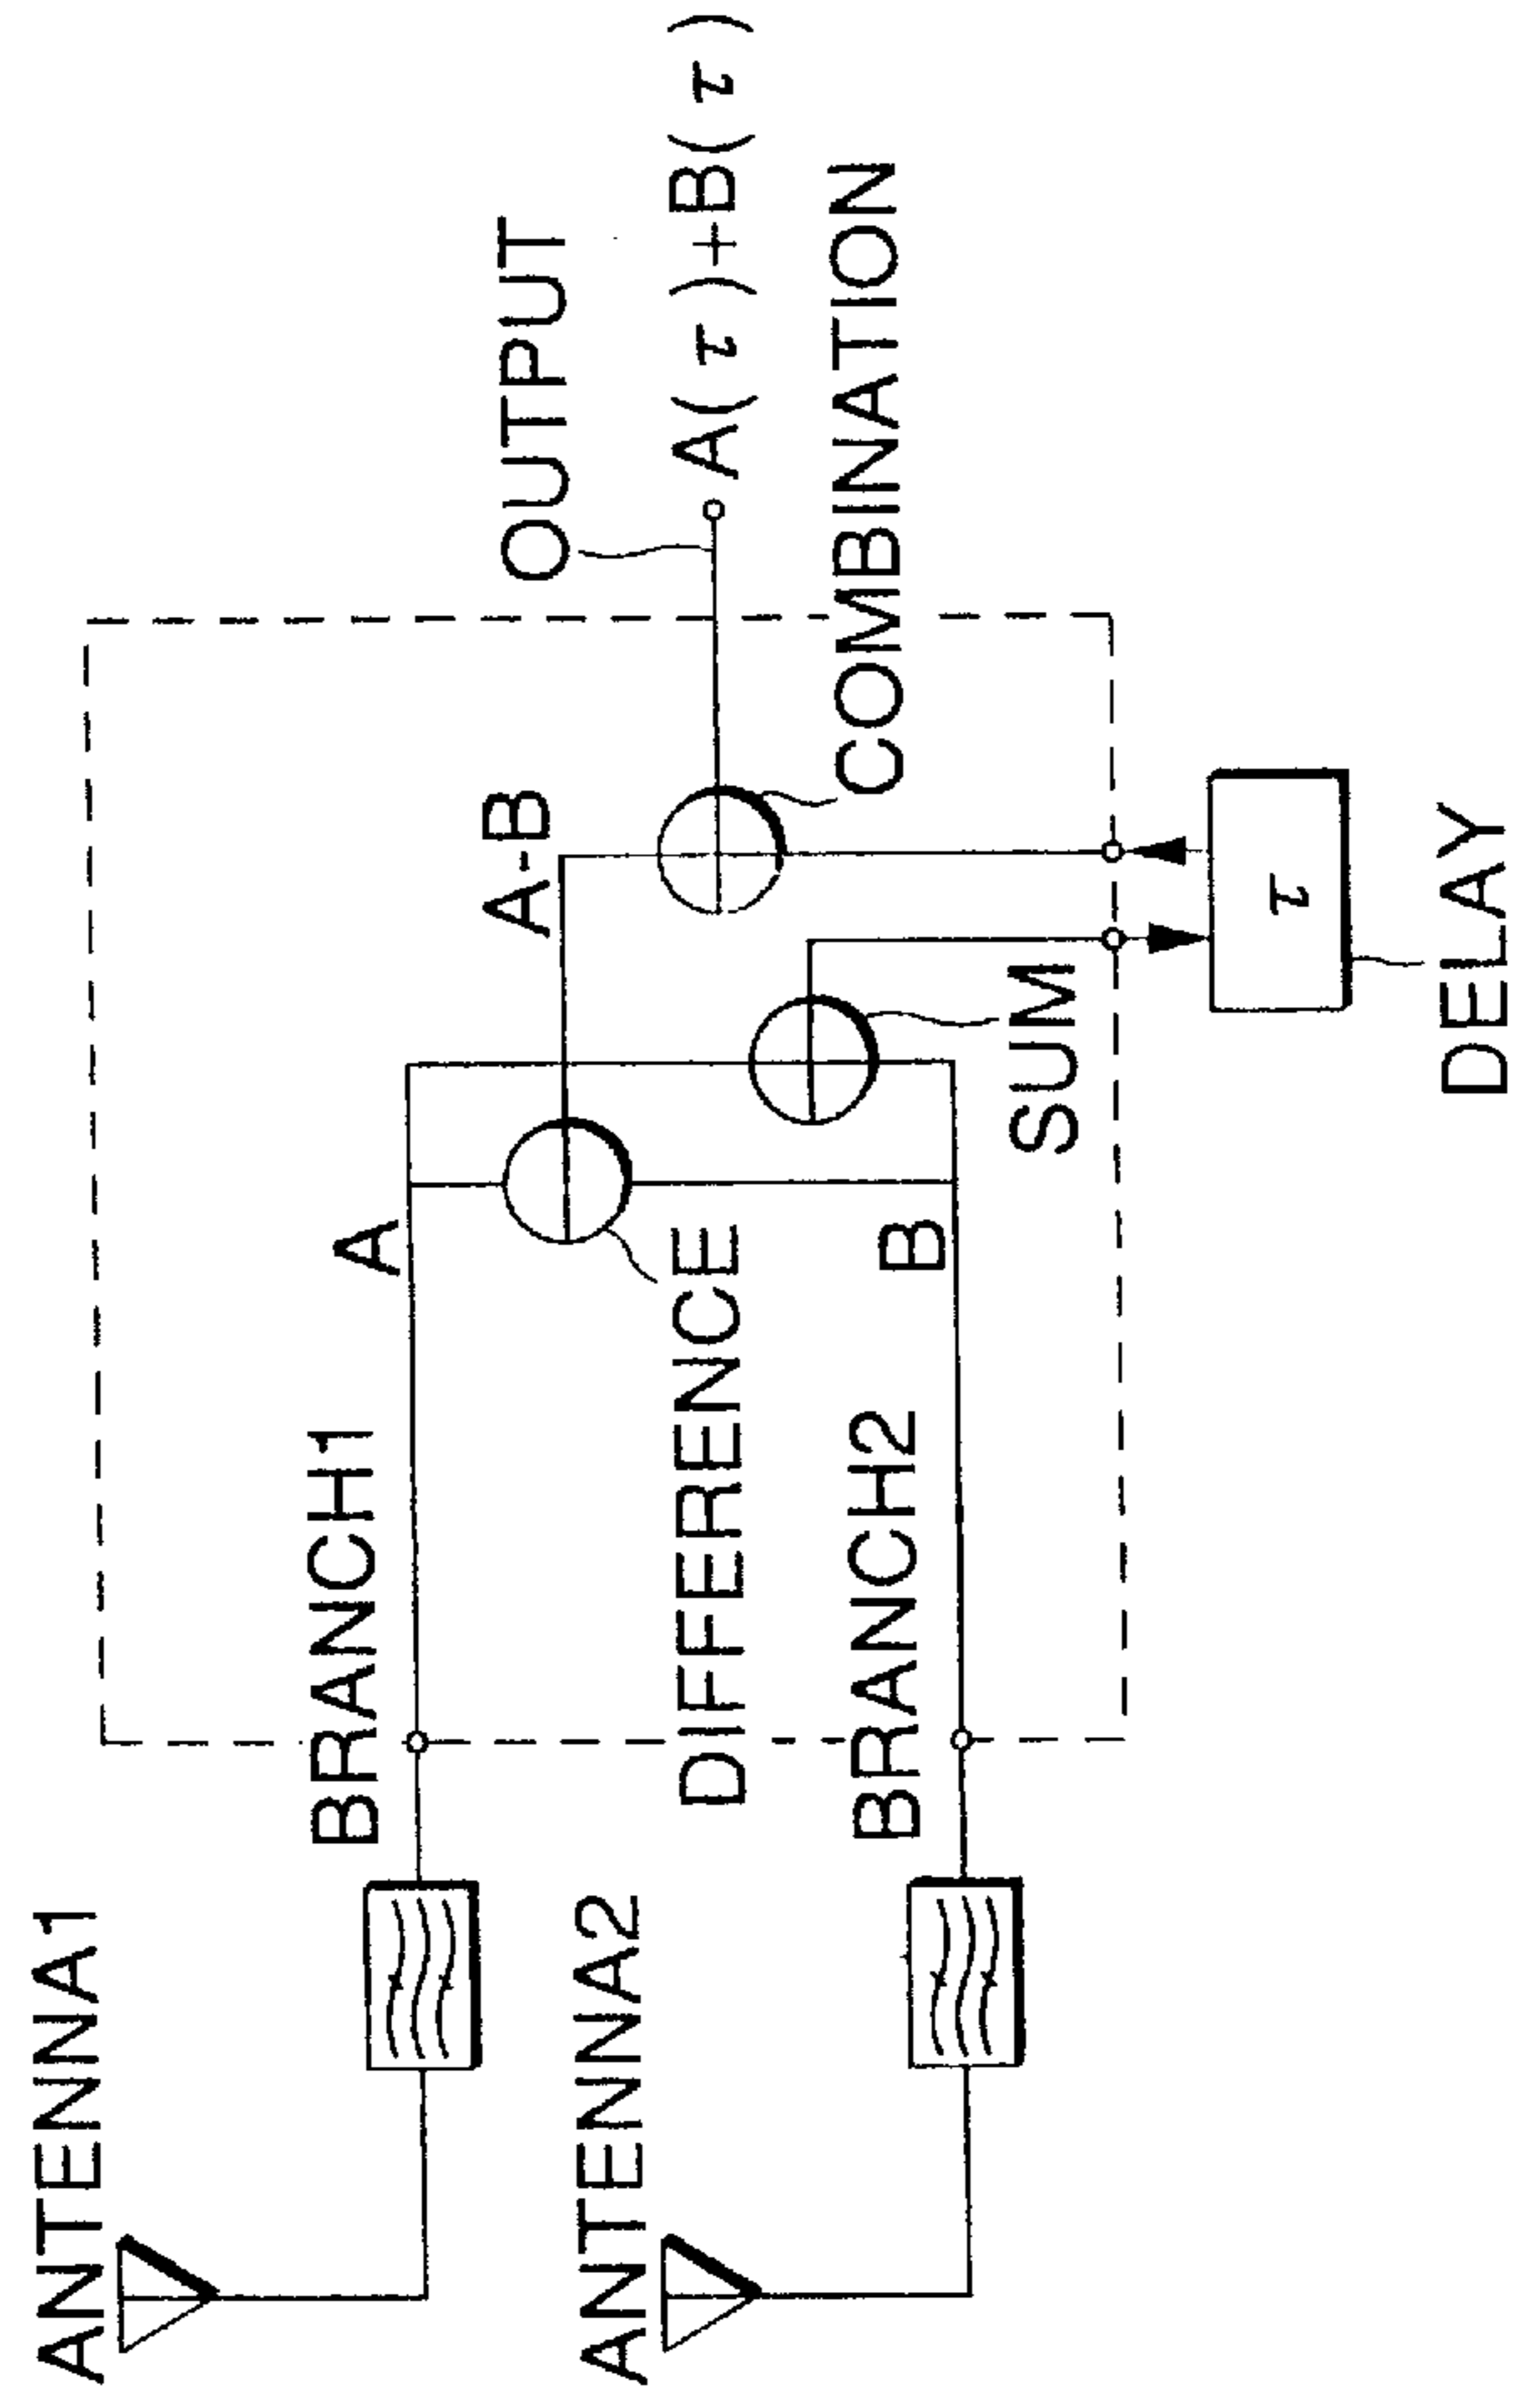 ANTENNA1
ANTENNA2
BRANCH1
BRANCH2
A
B
DIFFERENCE
A-B
SUM
COMBINATION
OUTPUT
A(τ)+B(τ)
τ
DELAY